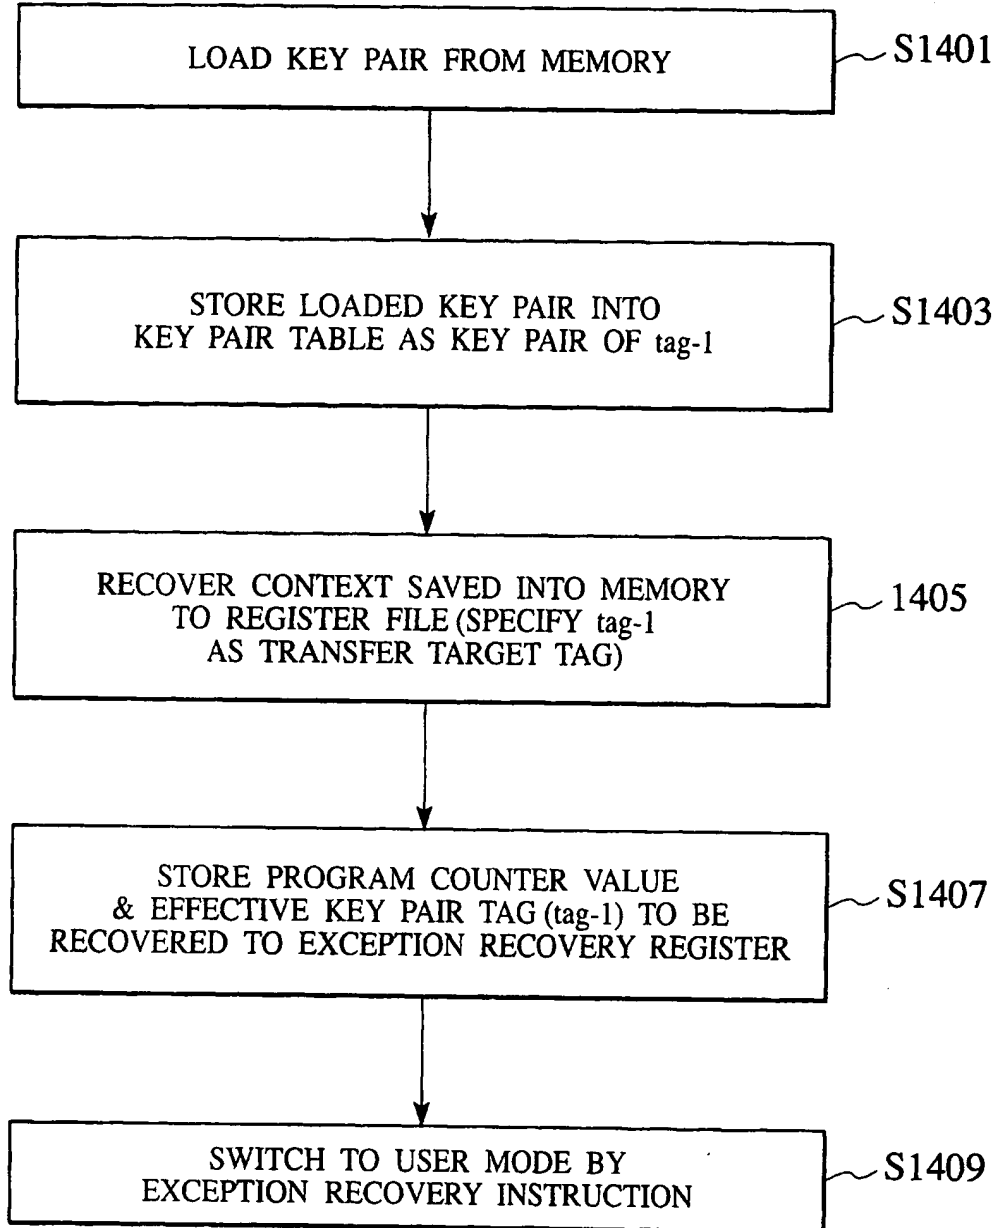 LOAD KEY PAIR FROM MEMORY
S1401
STORE LOADED KEY PAIR INTO
KEY PAIR TABLE AS KEY PAIR OF tag-1
S1403
RECOVER CONTEXT SAVED INTO MEMORY
TO REGISTER FILE (SPECIFY tag-1
AS TRANSFER TARGET TAG)
1405
STORE PROGRAM COUNTER VALUE
& EFFECTIVE KEY PAIR TAG (tag-1) TO BE
RECOVERED TO EXCEPTION RECOVERY REGISTER
S1407
SWITCH TO USER MODE BY
EXCEPTION RECOVERY INSTRUCTION
S1409